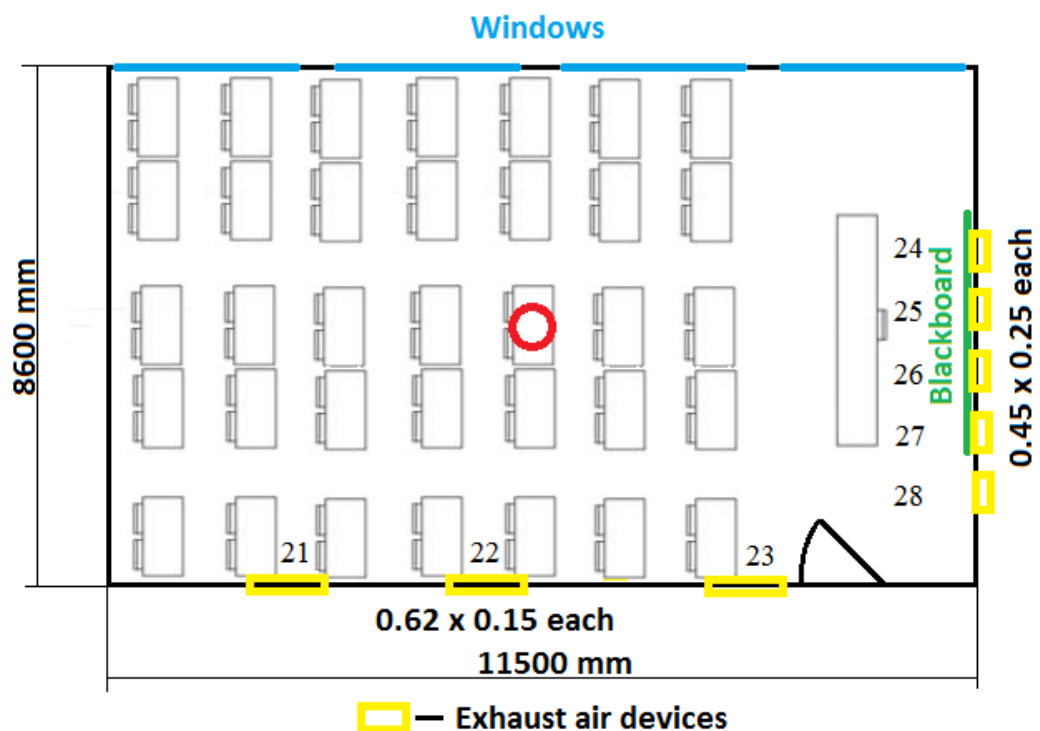 Windows
8600 mm
24
25
26
27
28
Blackboard
0.45 x 0.25 each
21
22
23
0.62 x 0.15 each
11500 mm
Exhaust air devices